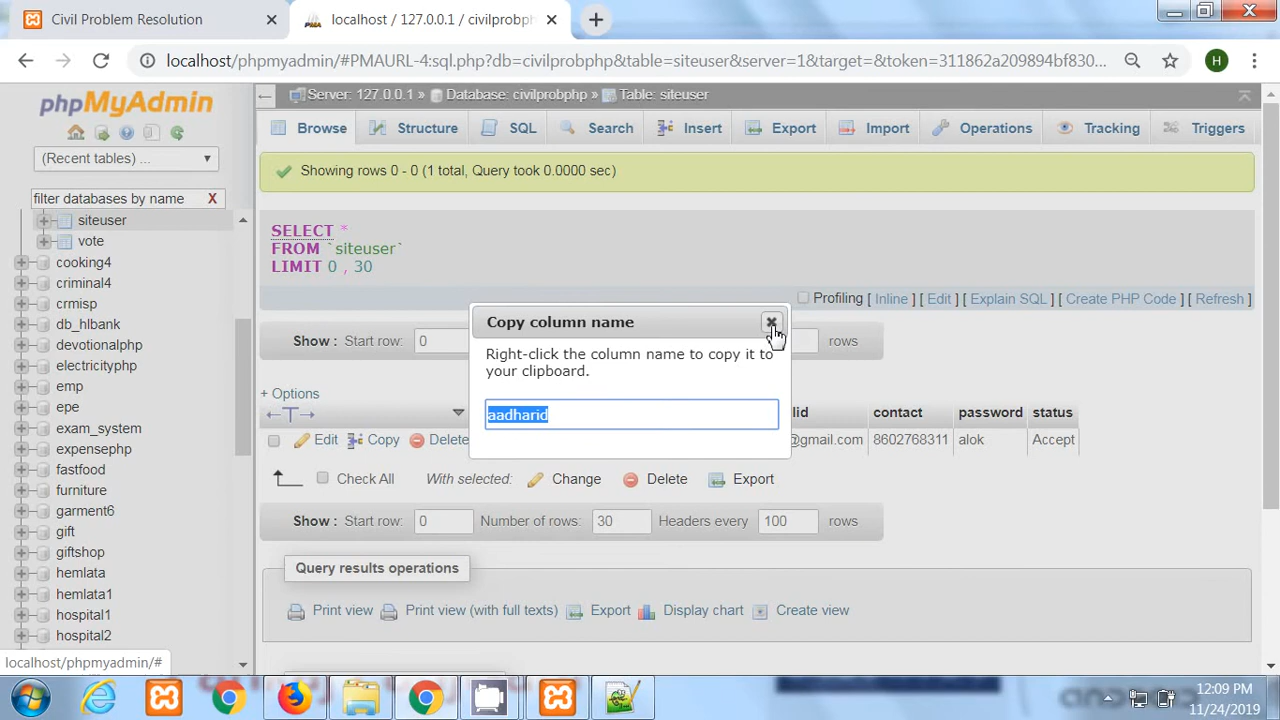 Civil Problem Resolution
localhost / 127.0.0.1 / civilprobph
localhost/phpmyadmin/#PMAURL-4:sql.php?db=civilprobphp&table=siteuser&server=1&target=&token=311862a209894bf830...
H
phpMyAdmin
(Recent tables) ...
filter databases by name X
siteuser
vote
cooking4
criminal4
crmisp
db_hlbank
devotionalphp
electricityphp
emp
epe
exam_system
expensephp
fastfood
furniture
garment6
gift
giftshop
hemlata
hemlata1
hospital1
hospital2
localhost/phpmyadmin/#
Server: 127.0.0.1 » Database: civilprobphp » Table: siteuser
Browse Structure SQL Search Insert Export Import Operations Tracking Triggers
Showing rows 0 - 0 (1 total, Query took 0.0000 sec)
SELECT *
FROM `siteuser`
LIMIT 0 , 30
Profiling [ Inline ] [ Edit ] [ Explain SQL ] [ Create PHP Code ] [ Refresh ]
Show : Start row: 0 rows
Copy column name
Right-click the column name to copy it to
your clipboard.
aadharid
+ Options
←T→ lid contact password status
Edit Copy Delete @gmail.com 8602768311 alok Accept
Check All With selected: Change Delete Export
Show : Start row: 0 Number of rows: 30 Headers every 100 rows
Query results operations
Print view Print view (with full texts) Export Display chart Create view
12:09 PM
11/24/2019